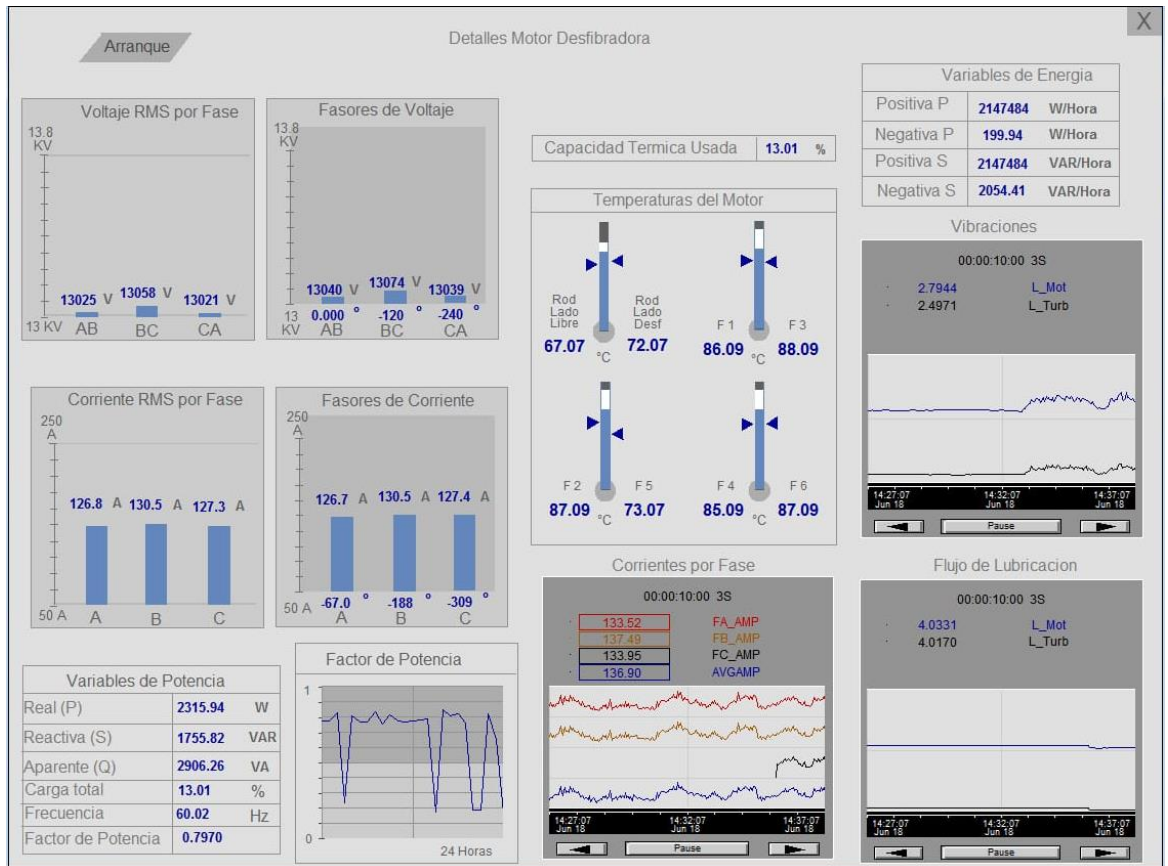 X
Arranque
Detalles Motor Desfibradora
Voltaje RMS por Fase
13.8
KV
13025 V 13058 V 13021 V
13 KV AB BC CA
Fasores de Voltaje
13.8
KV
13040 V 13074 V 13039 V
13
KV
0.000 ° -120 ° -240 °
AB BC CA
Capacidad Termica Usada 13.01 %
Variables de Energia
Positiva P 2147484 W/Hora
Negativa P 199.94 W/Hora
Positiva S 2147484 VAR/Hora
Negativa S 2054.41 VAR/Hora
Temperaturas del Motor
Rod
Lado
Libre
Rod
Lado
Desf
67.07 °C 72.07
F 1 F 3
86.09 °C 88.09
F 2 F 5
87.09 °C 73.07
F 4 F 6
85.09 °C 87.09
Vibraciones
00:00:10:00 3S
2.7944 L_Mot
2.4971 L_Turb
14:27:07 14:32:07 14:37:07
Jun 18 Jun 18 Jun 18
Pause
Corriente RMS por Fase
250
A
126.8 A 130.5 A 127.3 A
50 A A B C
Fasores de Corriente
250
A
126.7 A 130.5 A 127.4 A
50 A -67.0 ° -188 ° -309 °
A B C
Variables de Potencia
Real (P) 2315.94 W
Reactiva (S) 1755.82 VAR
Aparente (Q) 2906.26 VA
Carga total 13.01 %
Frecuencia 60.02 Hz
Factor de Potencia 0.7970
Factor de Potencia
1
0
24 Horas
Corrientes por Fase
00:00:10:00 3S
133.52 FA_AMP
137.49 FB_AMP
133.95 FC_AMP
136.90 AVGAMP
14:27:07 14:32:07 14:37:07
Jun 18 Jun 18 Jun 18
Pause
Flujo de Lubricacion
00:00:10:00 3S
4.0331 L_Mot
4.0170 L_Turb
14:27:07 14:32:07 14:37:07
Jun 18 Jun 18 Jun 18
Pause